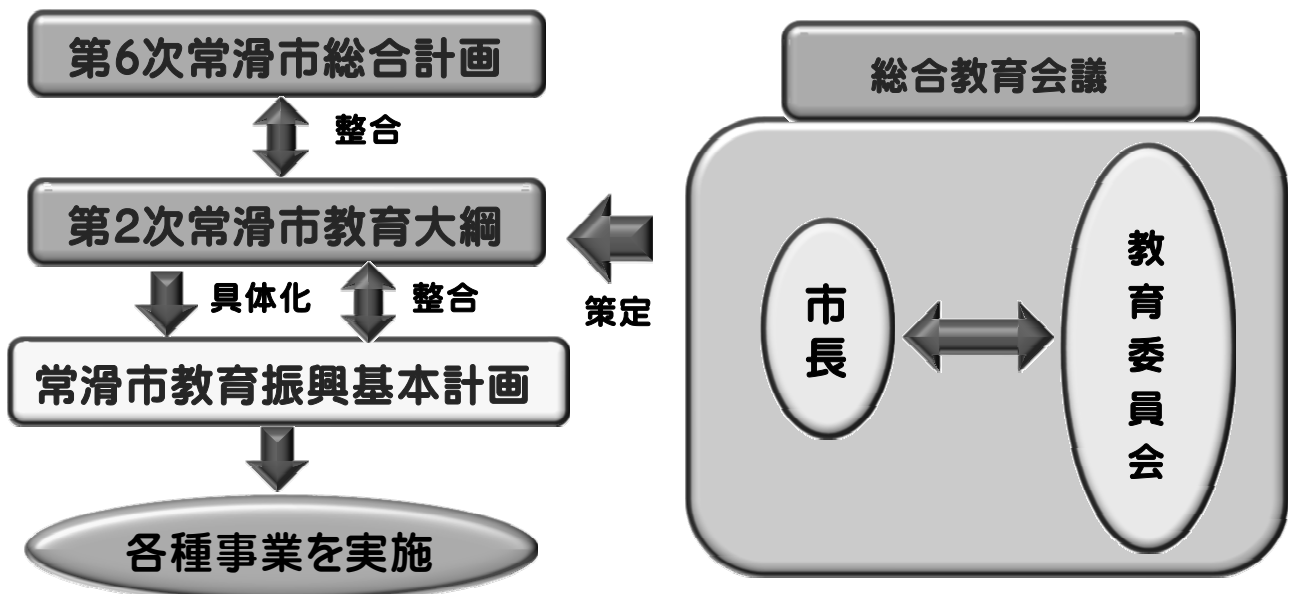 第6次常滑市総合計画
整合
第2次常滑市教育大綱
具体化
整合
策定
常滑市教育振興基本計画
各種事業を実施
総合教育会議
市長
教育委員会